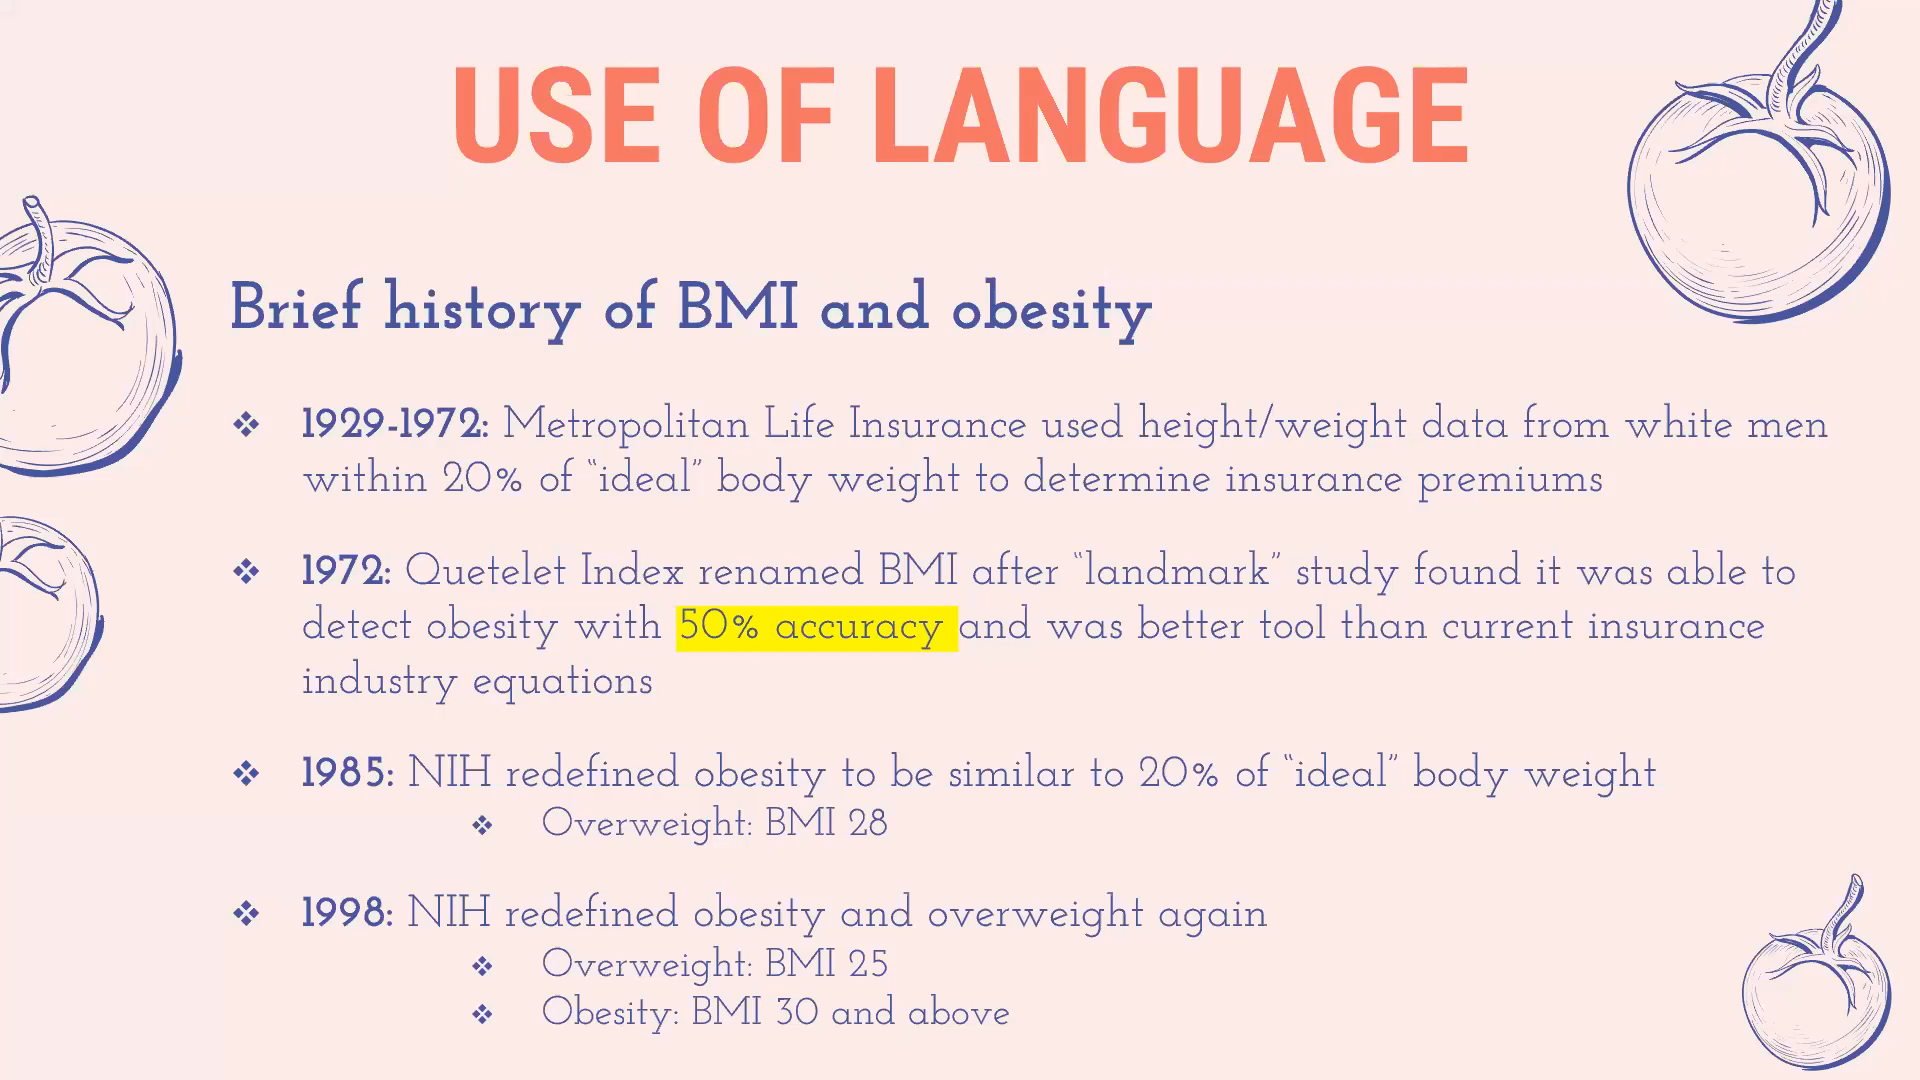 USE OF LANGUAGE
Brief history of BMI and obesity
❖ 1929-1972: Metropolitan Life Insurance used height/weight data from white men
within 20% of “ideal” body weight to determine insurance premiums
❖ 1972: Quetelet Index renamed BMI after “landmark” study found it was able to
detect obesity with 50% accuracy and was better tool than current insurance
industry equations
❖ 1985: NIH redefined obesity to be similar to 20% of “ideal” body weight
❖ Overweight: BMI 28
❖ 1998: NIH redefined obesity and overweight again
❖ Overweight: BMI 25
❖ Obesity: BMI 30 and above